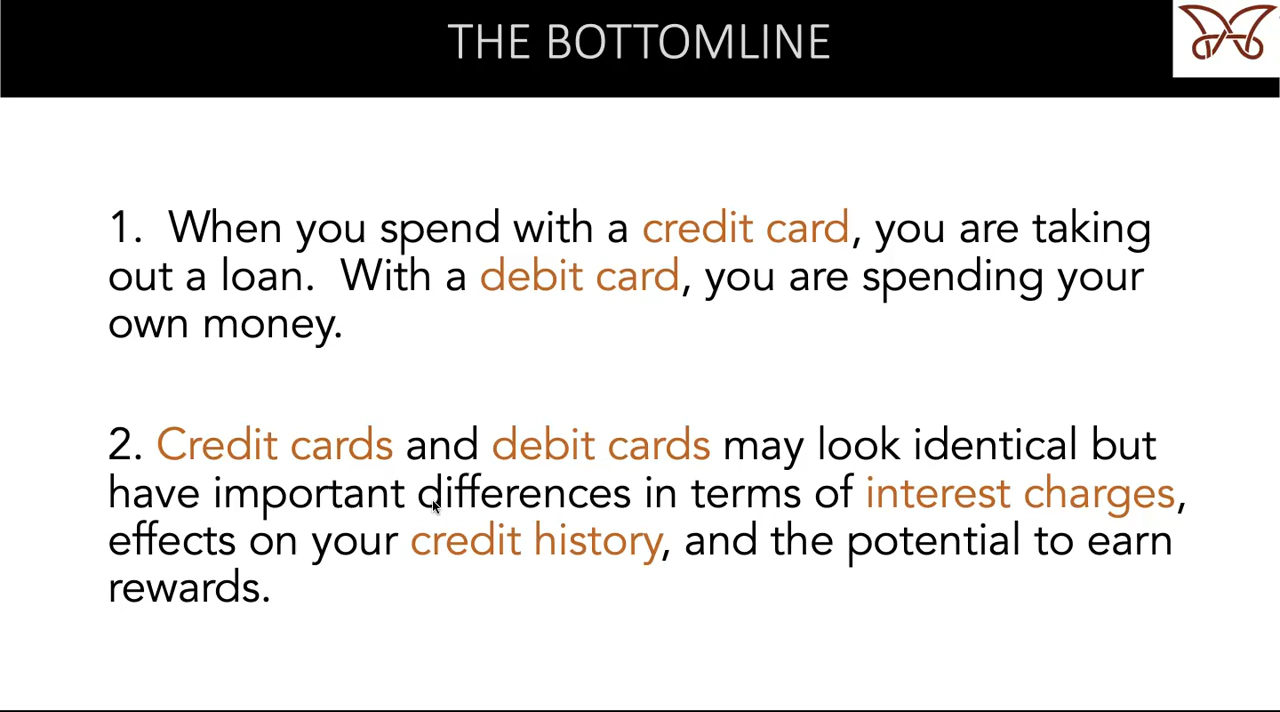 THE BOTTOMLINE
1.  When you spend with a credit card, you are taking
out a loan.  With a debit card, you are spending your
own money.
2. Credit cards and debit cards may look identical but
have important differences in terms of interest charges,
effects on your credit history, and the potential to earn
rewards.